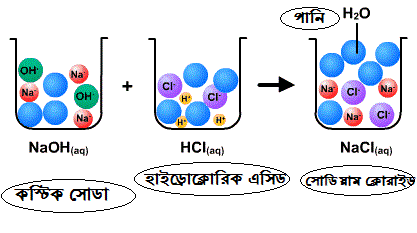 পানি
H₂O
OH⁻ Na⁺ Na⁺ OH⁻
+
Cl⁻ H⁺ Cl⁻ H⁺ H⁺
Na⁺ Cl⁻ Na⁺ Na⁺ Cl⁻
NaOH(aq)
HCl(aq)
NaCl(aq)
কস্টিক সোডা
হাইড্রোক্লোরিক এসিড
সোডিয়াম ক্লোরাইড